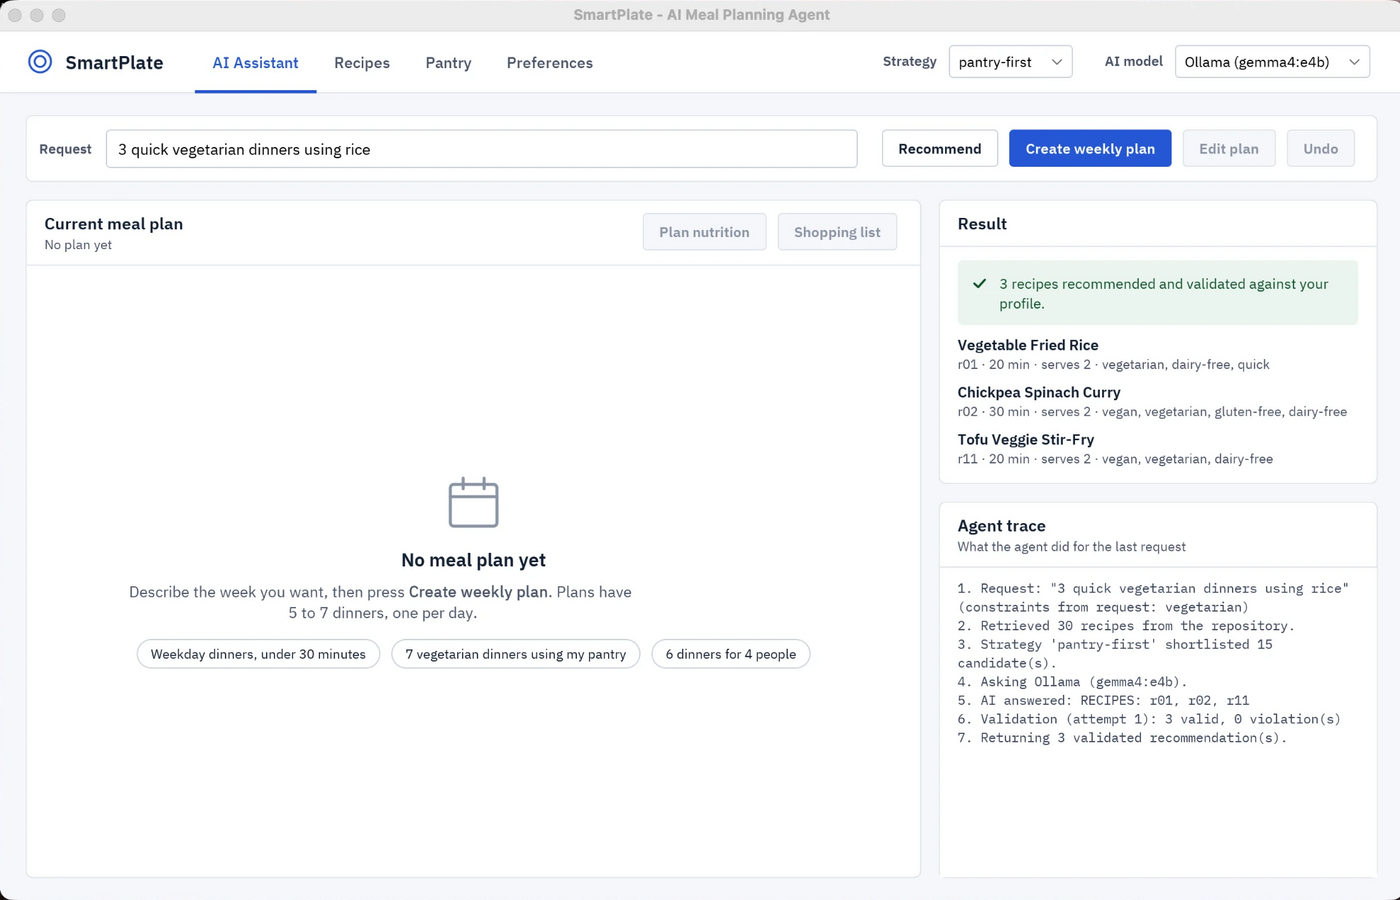 SmartPlate - AI Meal Planning Agent
SmartPlate
AI Assistant
Recipes
Pantry
Preferences
Strategy
pantry-first
AI model
Ollama (gemma4:e4b)
Request
3 quick vegetarian dinners using rice
Recommend
Create weekly plan
Edit plan
Undo
Current meal plan
No plan yet
Plan nutrition
Shopping list
No meal plan yet
Describe the week you want, then press Create weekly plan. Plans have
5 to 7 dinners, one per day.
Weekday dinners, under 30 minutes
7 vegetarian dinners using my pantry
6 dinners for 4 people
Result
3 recipes recommended and validated against your
profile.
Vegetable Fried Rice
r01 · 20 min · serves 2 · vegetarian, dairy-free, quick
Chickpea Spinach Curry
r02 · 30 min · serves 2 · vegan, vegetarian, gluten-free, dairy-free
Tofu Veggie Stir-Fry
r11 · 20 min · serves 2 · vegan, vegetarian, dairy-free
Agent trace
What the agent did for the last request
1. Request: "3 quick vegetarian dinners using rice"
(constraints from request: vegetarian)
2. Retrieved 30 recipes from the repository.
3. Strategy 'pantry-first' shortlisted 15
candidate(s).
4. Asking Ollama (gemma4:e4b).
5. AI answered: RECIPES: r01, r02, r11
6. Validation (attempt 1): 3 valid, 0 violation(s)
7. Returning 3 validated recommendation(s).